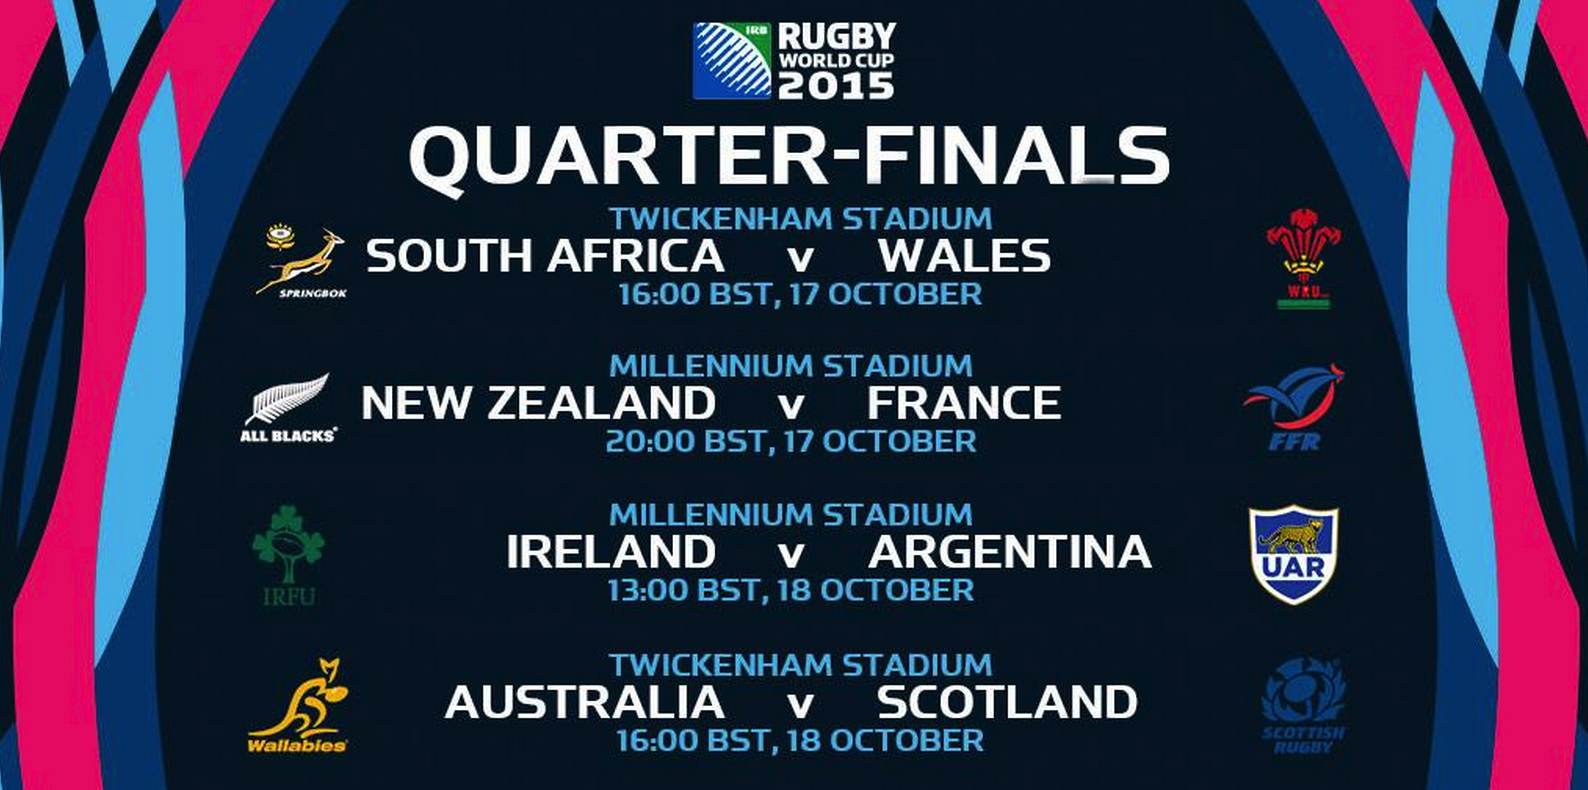 IRB
RUGBY
WORLD CUP
2015
QUARTER-FINALS
TWICKENHAM STADIUM
SOUTH AFRICA v WALES
16:00 BST, 17 OCTOBER
SPRINGBOK
WRU
MILLENNIUM STADIUM
NEW ZEALAND v FRANCE
20:00 BST, 17 OCTOBER
ALL BLACKS®
FFR
MILLENNIUM STADIUM
IRELAND v ARGENTINA
13:00 BST, 18 OCTOBER
IRFU
UAR
TWICKENHAM STADIUM
AUSTRALIA v SCOTLAND
16:00 BST, 18 OCTOBER
Wallabies
SCOTTISH
RUGBY